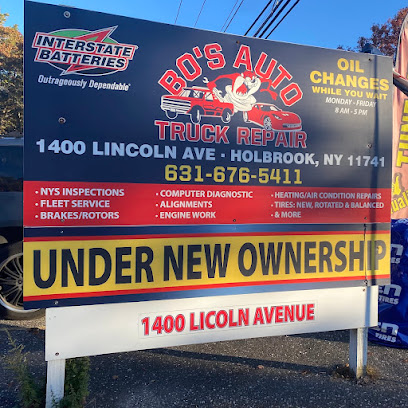 INTERSTATE
BATTERIES
Outrageously Dependable
BO'S AUTO
TRUCK REPAIR
OIL
CHANGES
WHILE YOU WAIT
MONDAY - FRIDAY
8 AM - 5 PM
1400 LINCOLN AVE · HOLBROOK, NY 11741
631-676-5411
• NYS INSPECTIONS
• FLEET SERVICE
• BRAKES/ROTORS
• COMPUTER DIAGNOSTIC
• ALIGNMENTS
• ENGINE WORK
• HEATING/AIR CONDITION REPAIRS
• TIRES: NEW, ROTATED & BALANCED
• & MORE
UNDER NEW OWNERSHIP
1400 LICOLN AVENUE
TIRES